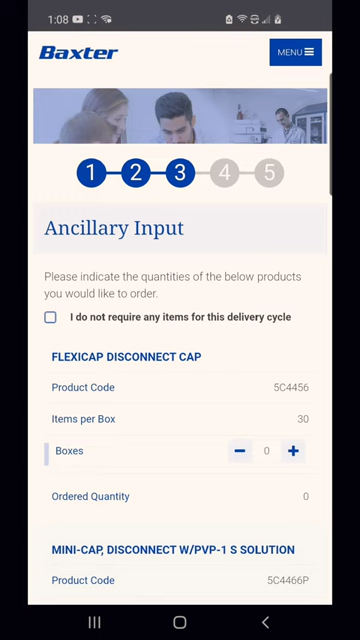 1:08
Baxter
MENU
1 2 3 4 5
Ancillary Input
Please indicate the quantities of the below products
you would like to order.
I do not require any items for this delivery cycle
FLEXICAP DISCONNECT CAP
Product Code 5C4456
Items per Box 30
Boxes 0
Ordered Quantity 0
MINI-CAP, DISCONNECT W/PVP-1 S SOLUTION
Product Code 5C4466P